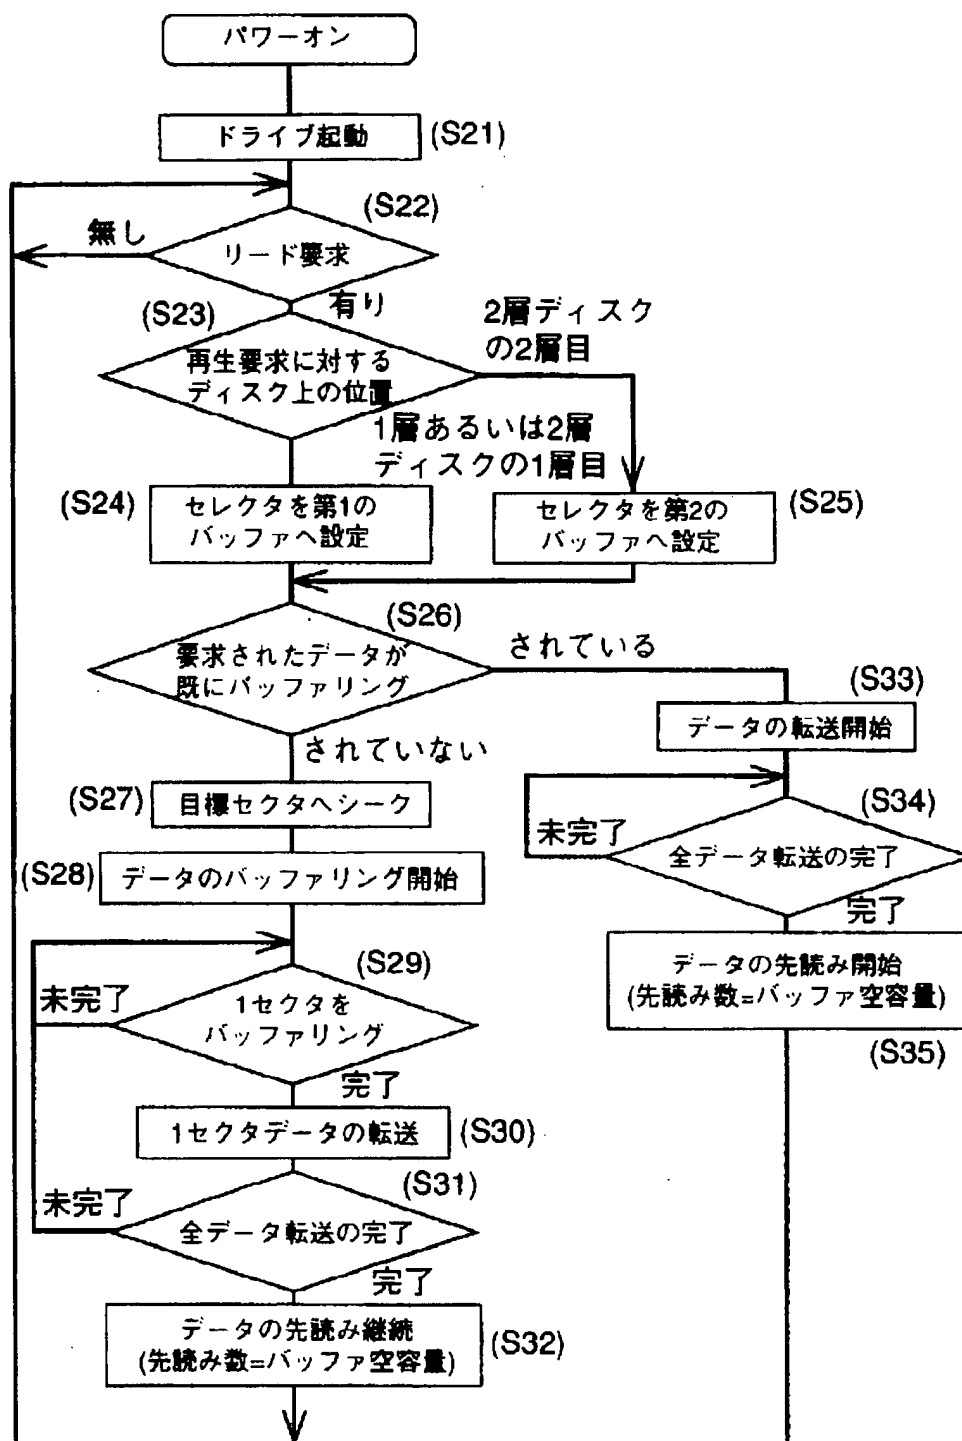 パワーオン
ドライブ起動 (S21)
(S22)
無し
リード要求
有り
(S23)
2層ディスク
の2層目
再生要求に対する
ディスク上の位置
1層あるいは2層
ディスクの1層目
(S24)
セレクタを第1の
バッファへ設定
セレクタを第2の
バッファへ設定
(S25)
(S26)
要求されたデータが
既にバッファリング
されている
されていない
(S33)
データの転送開始
(S27)
目標セクタへシーク
(S34)
未完了
全データ転送の完了
完了
(S28)
データのバッファリング開始
データの先読み開始
(先読み数=バッファ空容量)
(S35)
(S29)
未完了
1セクタを
バッファリング
完了
1セクタデータの転送 (S30)
(S31)
未完了
全データ転送の完了
完了
データの先読み継続
(先読み数=バッファ空容量)
(S32)